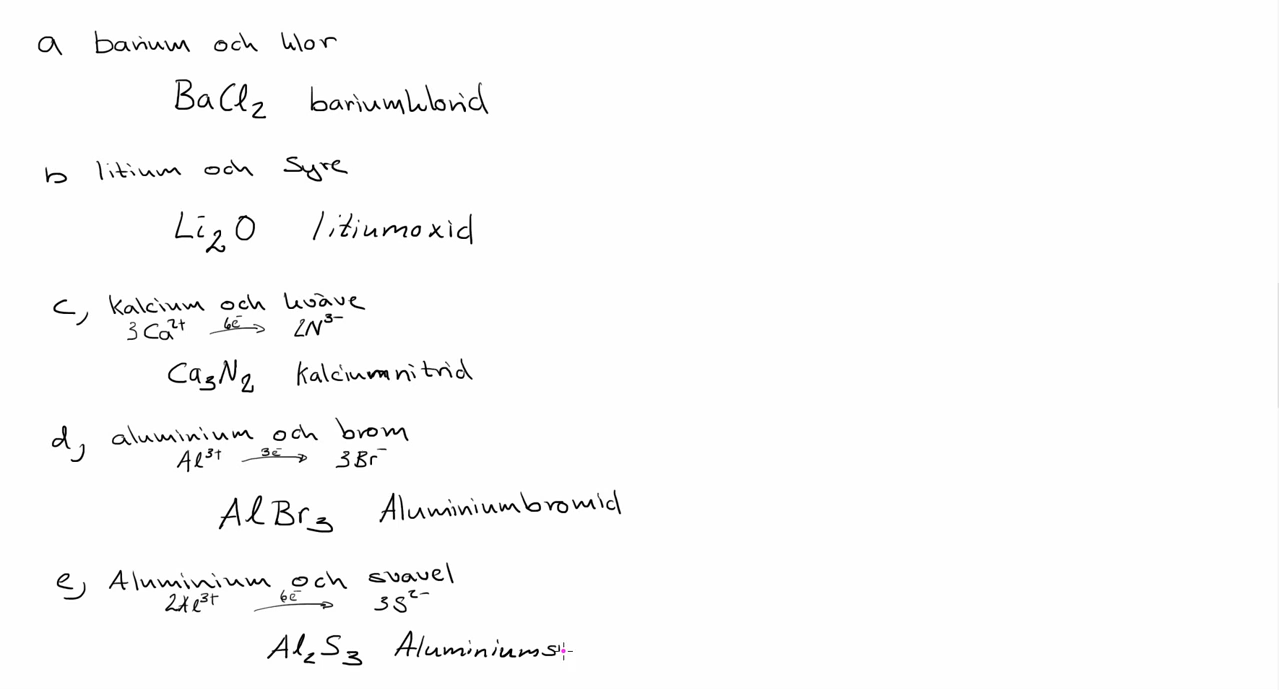 a barium och klor
BaCl₂ bariumklorid
b litium och syre
Li₂O litiumoxid
c, kalcium och kväve
3Ca²⁺ 6e⁻→ 2N³⁻
Ca₃N₂ kalciumnitrid
d, aluminium och brom
Al³⁺ 3e⁻→ 3Br⁻
AlBr₃ Aluminiumbromid
e, Aluminium och svavel
2Al³⁺ 6e⁻→ 3S²⁻
Al₂S₃ Aluminiums